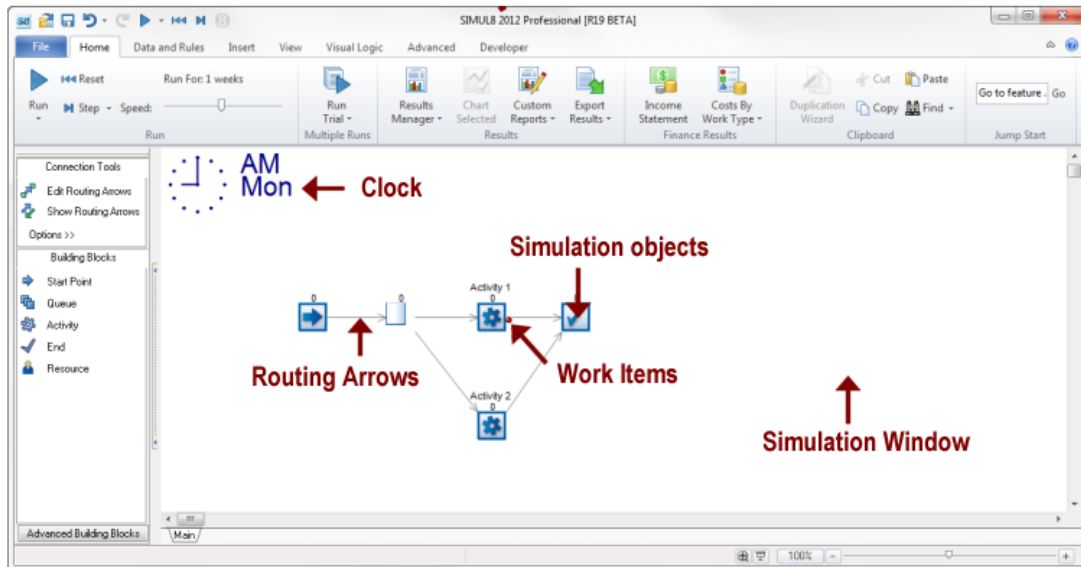 SIMUL8 2012 Professional [R19 BETA]
File Home Data and Rules Insert View Visual Logic Advanced Developer
Reset Run For: 1 weeks
Run Step Speed:
Run
Run Trial
Multiple Runs
Results Manager
Chart Selected
Custom Reports
Export Results
Results
Income Statement
Costs By Work Type
Finance Results
Duplication Wizard
Cut
Copy
Paste
Find
Clipboard
Go to feature. Go
Jump Start
Connection Tools
Edit Routing Arrows
Show Routing Arrows
Options >>
Building Blocks
Start Point
Queue
Activity
End
Resource
Advanced Building Blocks
AM
Mon
Clock
Simulation objects
Activity 1
0
0
0
Routing Arrows
Work Items
Activity 2
0
Simulation Window
Main
100%